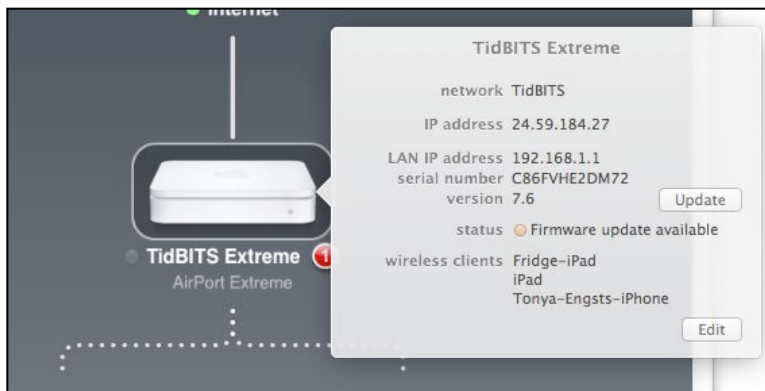 Internet
TidBITS Extreme
network TidBITS
IP address 24.59.184.27
LAN IP address 192.168.1.1
serial number C86FVHE2DM72
version 7.6
Update
status Firmware update available
wireless clients Fridge-iPad
iPad
Tonya-Engsts-iPhone
Edit
TidBITS Extreme 1
AirPort Extreme